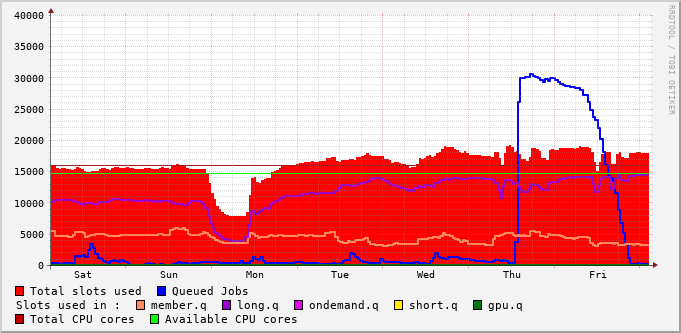 40000
35000
30000
25000
20000
15000
10000
5000
0
Sat Sun Mon Tue Wed Thu Fri
RRDTOOL / TOBI OETIKER
Total slots used Queued Jobs
Slots used in : member.q long.q ondemand.q short.q gpu.q
Total CPU cores Available CPU cores